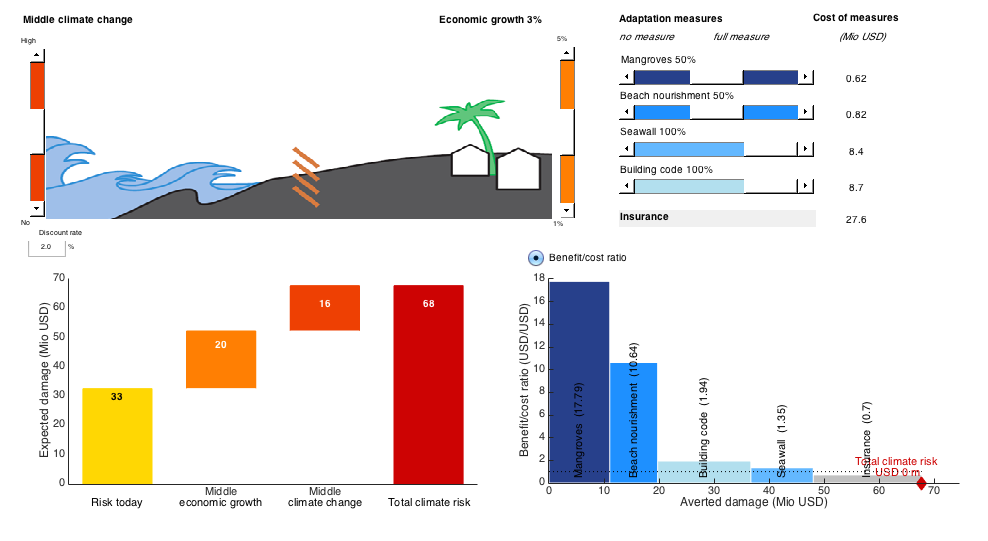 Middle climate change
Economic growth 3%
Adaptation measures
Cost of measures
no measure
full measure
(Mio USD)
High
5%
Mangroves 50%
0.62
Beach nourishment 50%
0.82
Seawall 100%
8.4
Building code 100%
8.7
Insurance
27.6
No
1%
Discount rate
2.0
%
Expected damage (Mio USD)
70
60
50
40
30
20
10
0
33
20
16
68
Risk today
Middle
economic growth
Middle
climate change
Total climate risk
Benefit/cost ratio
Benefit/cost ratio (USD/USD)
18
16
14
12
10
8
6
4
2
0
Mangroves (17.79)
Beach nourishment (10.64)
Building code (1.94)
Seawall (1.35)
Insurance (0.7)
Total climate risk
USD 0 m
0
10
20
30
40
50
60
70
Averted damage (Mio USD)